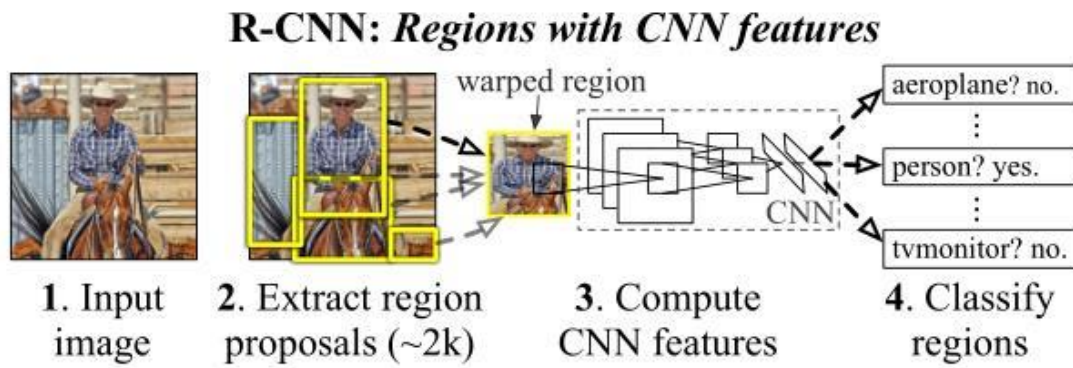 R-CNN: Regions with CNN features
warped region
aeroplane? no.
person? yes.
CNN
tvmonitor? no.
1. Input
image
2. Extract region
proposals (~2k)
3. Compute
CNN features
4. Classify
regions